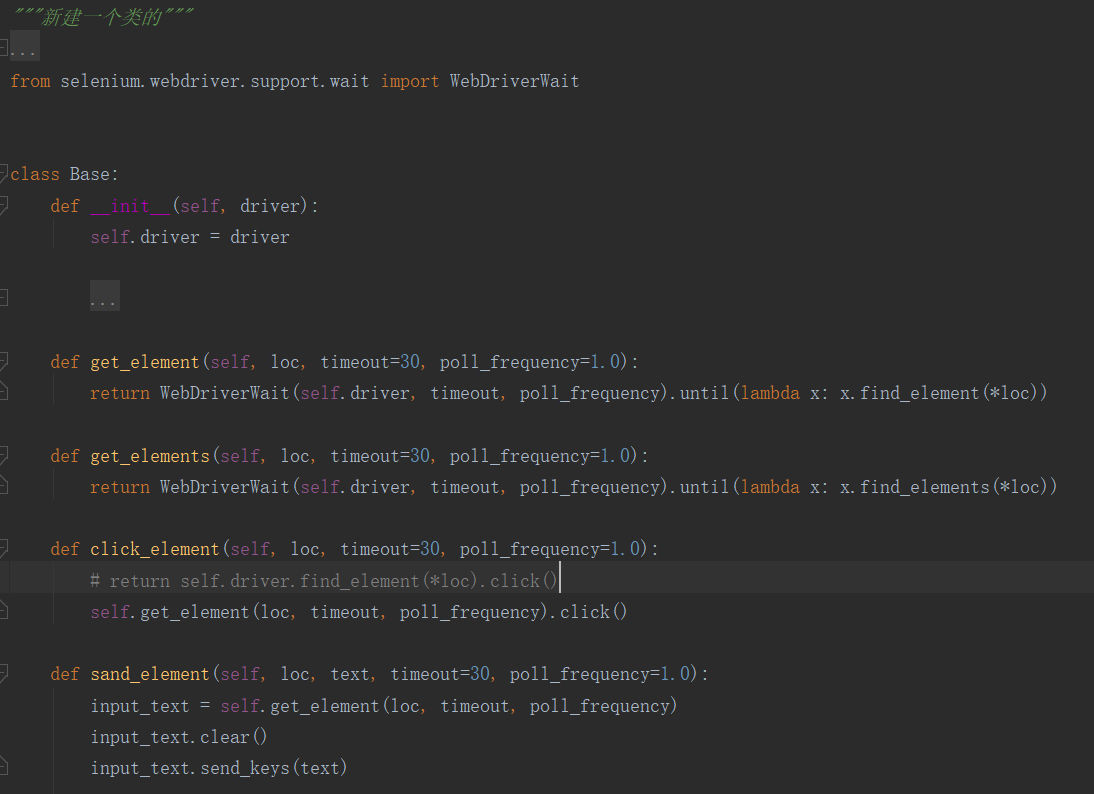 """新建一个类的"""
...
from selenium.webdriver.support.wait import WebDriverWait
class Base:
    def __init__(self, driver):
        self.driver = driver
        ...
    def get_element(self, loc, timeout=30, poll_frequency=1.0):
        return WebDriverWait(self.driver, timeout, poll_frequency).until(lambda x: x.find_element(*loc))
    def get_elements(self, loc, timeout=30, poll_frequency=1.0):
        return WebDriverWait(self.driver, timeout, poll_frequency).until(lambda x: x.find_elements(*loc))
    def click_element(self, loc, timeout=30, poll_frequency=1.0):
        # return self.driver.find_element(*loc).click()
        self.get_element(loc, timeout, poll_frequency).click()
    def sand_element(self, loc, text, timeout=30, poll_frequency=1.0):
        input_text = self.get_element(loc, timeout, poll_frequency)
        input_text.clear()
        input_text.send_keys(text)